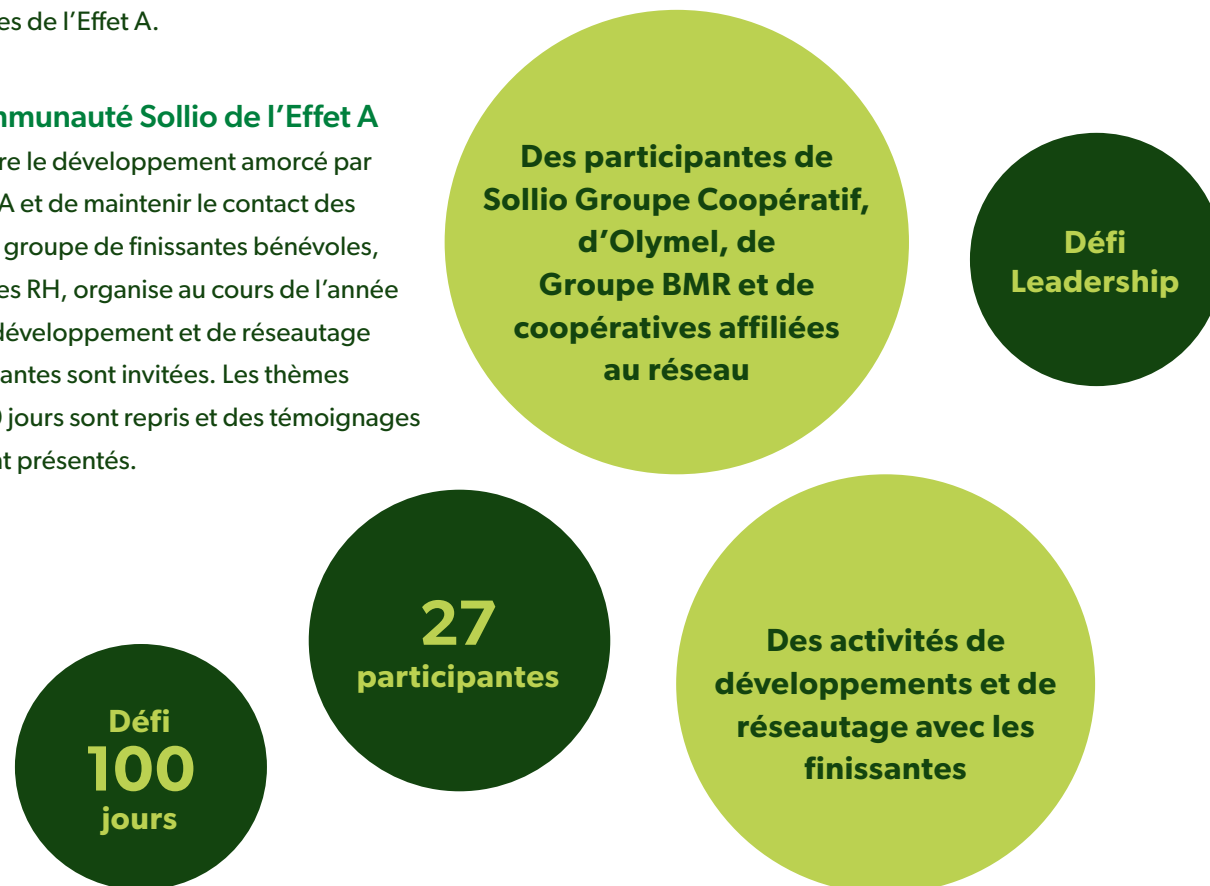 es de l’Effet A.
mmunauté Sollio de l’Effet A
re le développement amorcé par
A et de maintenir le contact des
groupe de finissantes bénévoles,
es RH, organise au cours de l’année
développement et de réseautage
antes sont invitées. Les thèmes
0 jours sont repris et des témoignages
nt présentés.
Des participantes de
Sollio Groupe Coopératif,
d’Olymel, de
Groupe BMR et de
coopératives affiliées
au réseau
Défi
Leadership
27
participantes
Des activités de
développements et de
réseautage avec les
finissantes
Défi
100
jours